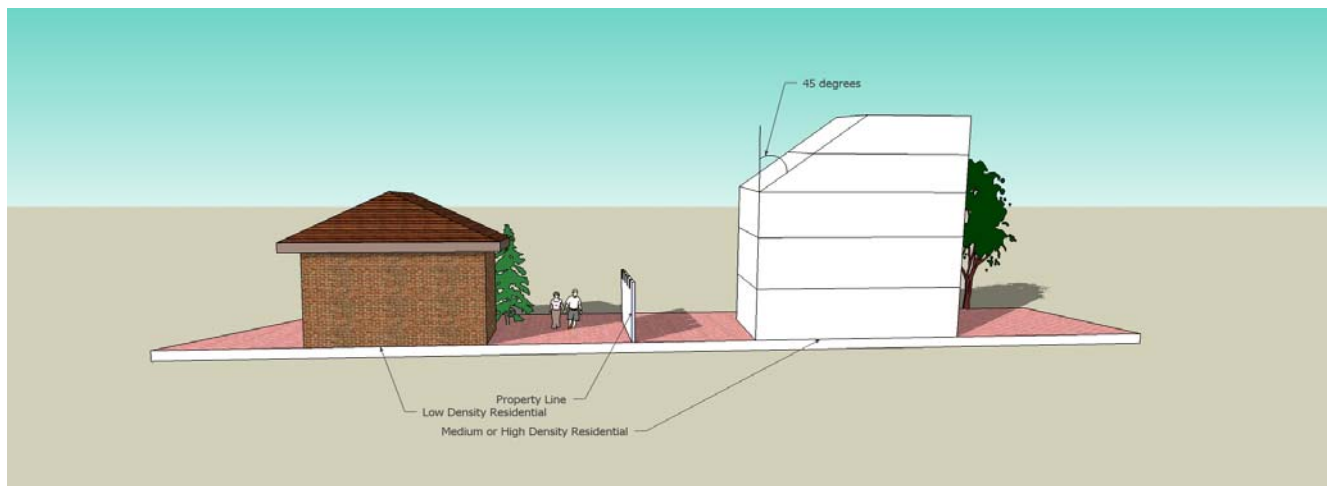 45 degrees
Property Line
Low Density Residential
Medium or High Density Residential